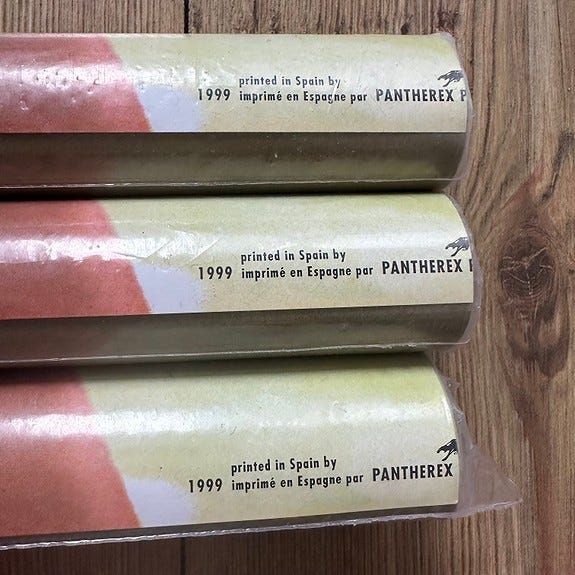 printed in Spain by
1999 imprimé en Espagne par PANTHEREX P
printed in Spain by
1999 imprimé en Espagne par PANTHEREX
printed in Spain by
1999 imprimé en Espagne par PANTHEREX